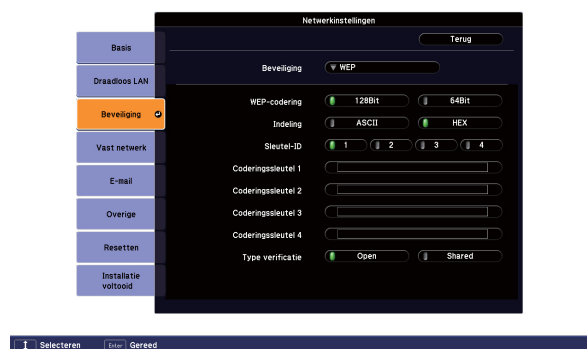 Netwerkinstellingen
Terug
Basis
Draadloos LAN
Beveiliging
Vast netwerk
E-mail
Overige
Resetten
Installatie
voltooid
Beveiliging WEP
WEP-codering 128Bit 64Bit
Indeling ASCII HEX
Sleutel-ID 1 2 3 4
Coderingssleutel 1
Coderingssleutel 2
Coderingssleutel 3
Coderingssleutel 4
Type verificatie Open Shared
Selecteren Enter Gereed